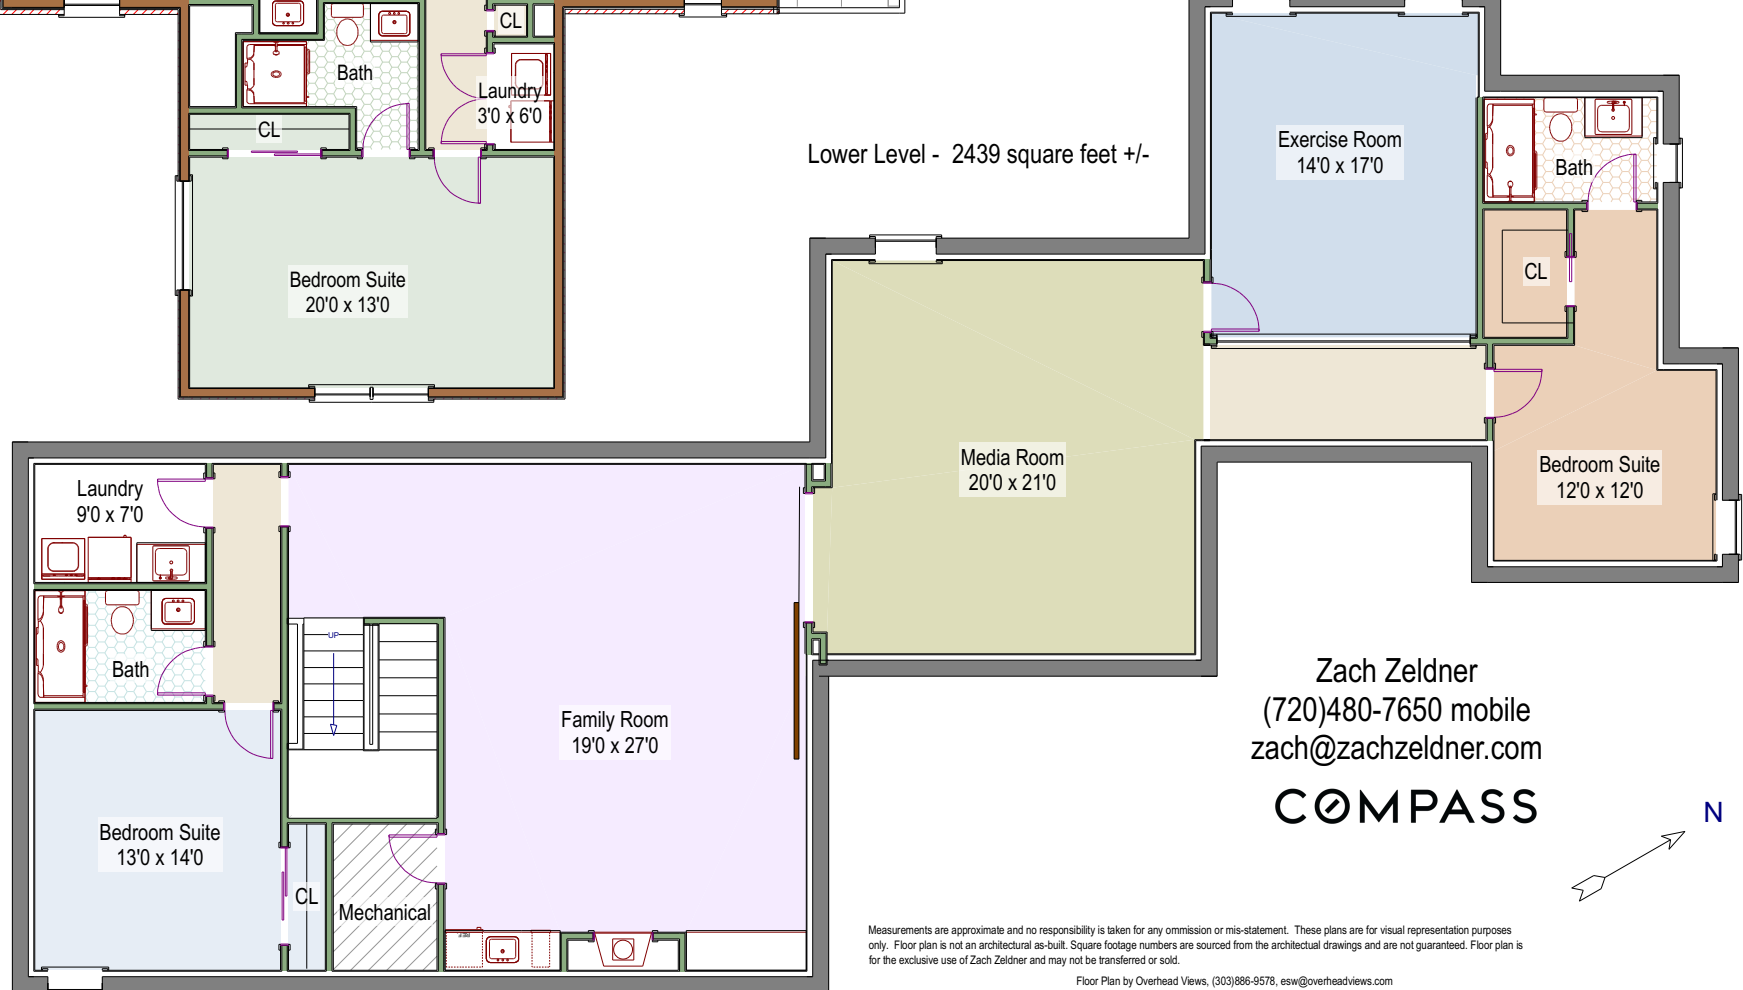 CL
Bath
Laundry
3'0 x 6'0
CL
Bedroom Suite
20'0 x 13'0
Lower Level -  2439 square feet +/-
Exercise Room
14'0 x 17'0
Bath
CL
Media Room
20'0 x 21'0
Bedroom Suite
12'0 x 12'0
Laundry
9'0 x 7'0
Bath
UP
Family Room
19'0 x 27'0
Bedroom Suite
13'0 x 14'0
CL
Mechanical
REF
Zach Zeldner
(720)480-7650 mobile
zach@zachzeldner.com
COMPASS
N
Measurements are approximate and no responsibility is taken for any ommission or mis-statement.  These plans are for visual representation purposes
only.  Floor plan is not an architectural as-built. Square footage numbers are sourced from the architectual drawings and are not guaranteed. Floor plan is
for the exclusive use of Zach Zeldner and may not be transferred or sold.
Floor Plan by Overhead Views, (303)886-9578, esw@overheadviews.com